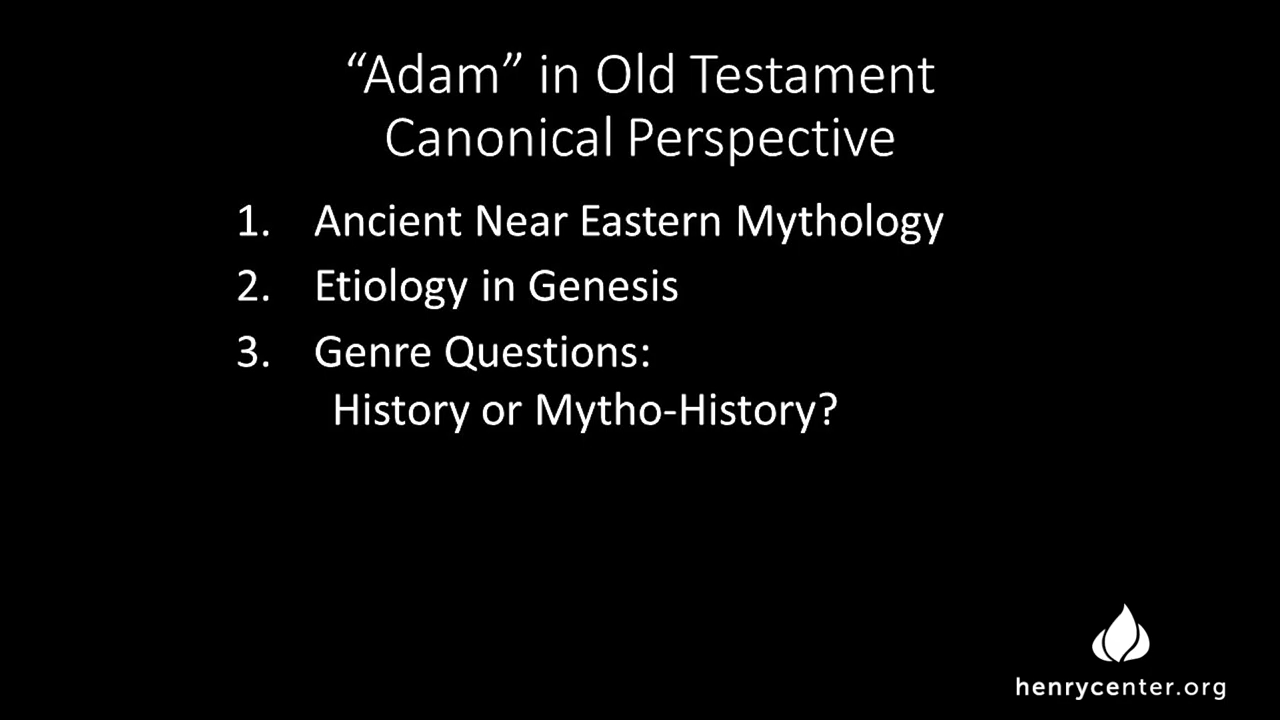 “Adam” in Old Testament
Canonical Perspective
1. Ancient Near Eastern Mythology
2. Etiology in Genesis
3. Genre Questions:
History or Mytho-History?
henrycenter.org